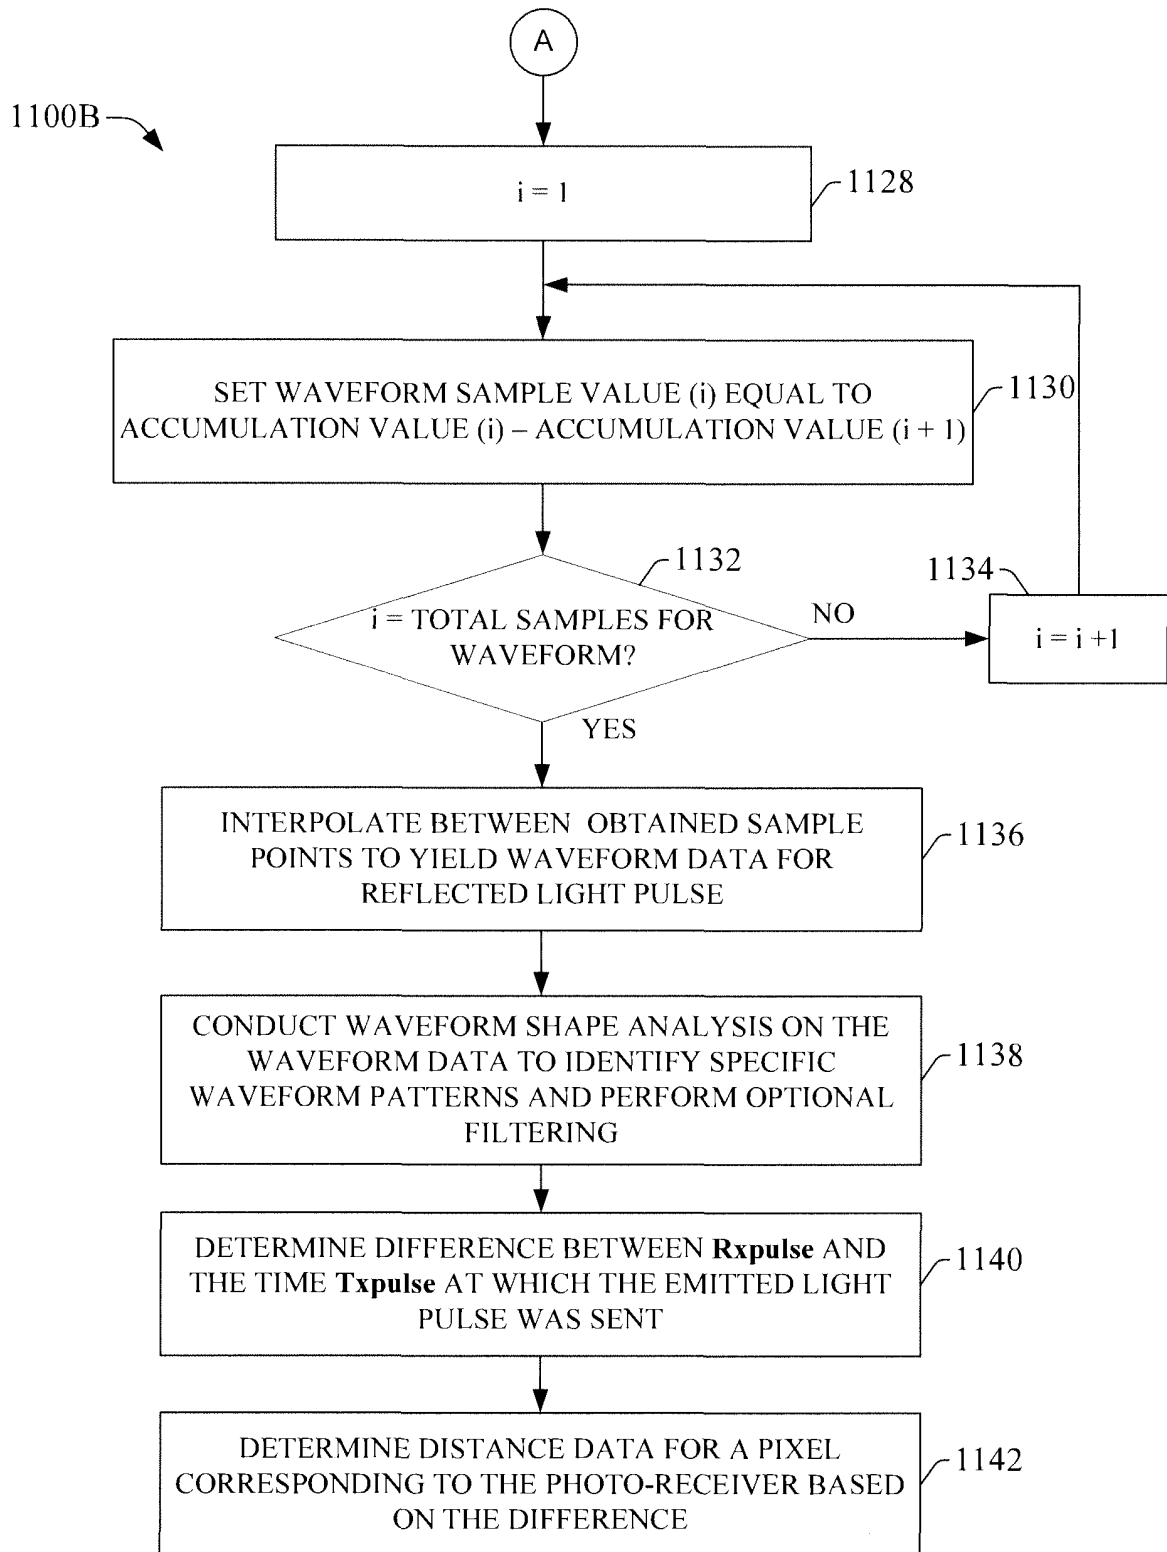 A
1100B
i = 1
1128
SET WAVEFORM SAMPLE VALUE (i) EQUAL TO
ACCUMULATION VALUE (i) – ACCUMULATION VALUE (i + 1)
1130
i = TOTAL SAMPLES FOR
WAVEFORM?
1132
NO
1134
i = i +1
YES
INTERPOLATE BETWEEN OBTAINED SAMPLE
POINTS TO YIELD WAVEFORM DATA FOR
REFLECTED LIGHT PULSE
1136
CONDUCT WAVEFORM SHAPE ANALYSIS ON THE
WAVEFORM DATA TO IDENTIFY SPECIFIC
WAVEFORM PATTERNS AND PERFORM OPTIONAL
FILTERING
1138
DETERMINE DIFFERENCE BETWEEN Rxpulse AND
THE TIME Txpulse AT WHICH THE EMITTED LIGHT
PULSE WAS SENT
1140
DETERMINE DISTANCE DATA FOR A PIXEL
CORRESPONDING TO THE PHOTO-RECEIVER BASED
ON THE DIFFERENCE
1142